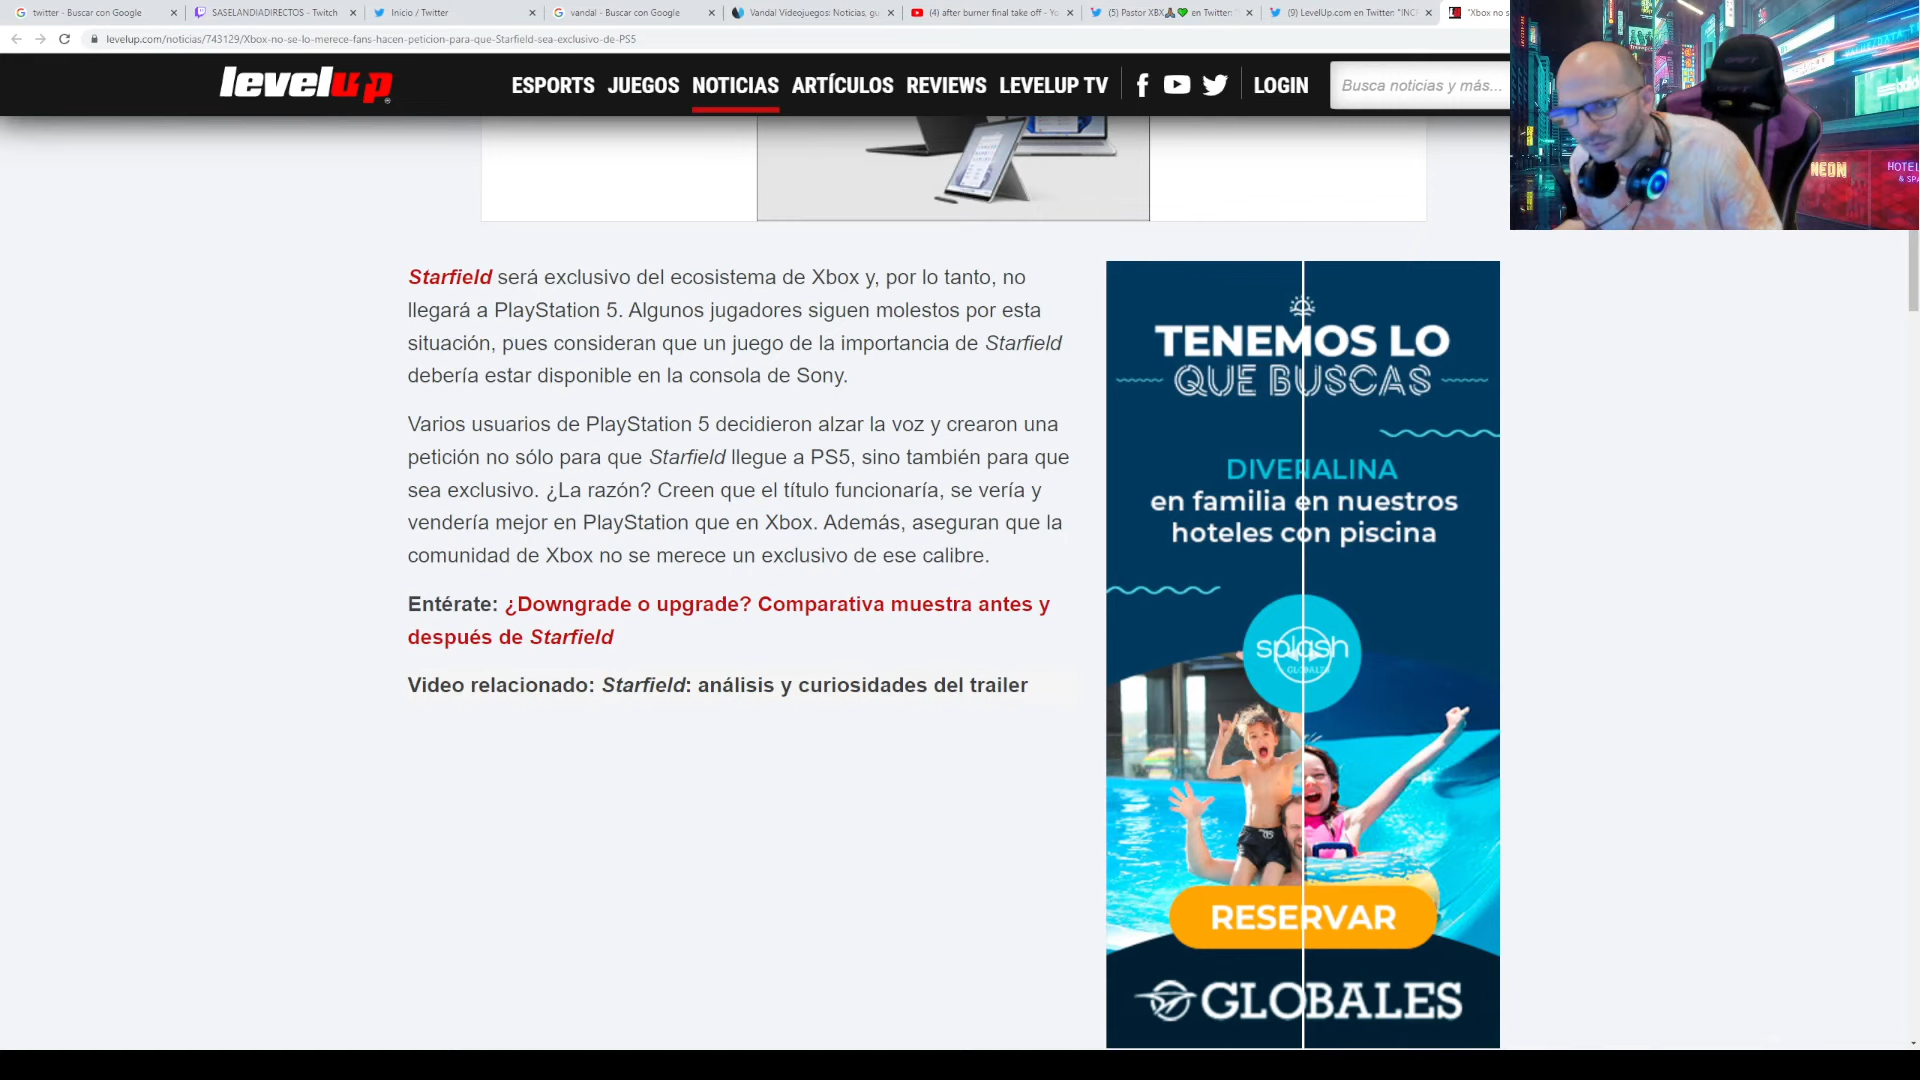 twitter - Buscar con Google
SASELANDIADIRECTOS - Twitch
Inicio / Twitter
vandal - Buscar con Google
Vandal Videojuegos: Noticias, gu
(4) after burner final take off - Yo
(5) Pastor XBX🙏🏽💚 en Twitter: "
(9) LevelUp.com en Twitter: "INCR
"Xbox no s
levelup.com/noticias/743129/Xbox-no-se-lo-merece-fans-hacen-peticion-para-que-Starfield-sea-exclusivo-de-PS5
levelup
ESPORTS JUEGOS NOTICIAS ARTÍCULOS REVIEWS LEVELUP TV LOGIN
Busca noticias y más...
NEON
HOTEL
& SPA
Starfield será exclusivo del ecosistema de Xbox y, por lo tanto, no
llegará a PlayStation 5. Algunos jugadores siguen molestos por esta
situación, pues consideran que un juego de la importancia de Starfield
debería estar disponible en la consola de Sony.
Varios usuarios de PlayStation 5 decidieron alzar la voz y crearon una
petición no sólo para que Starfield llegue a PS5, sino también para que
sea exclusivo. ¿La razón? Creen que el título funcionaría, se vería y
vendería mejor en PlayStation que en Xbox. Además, aseguran que la
comunidad de Xbox no se merece un exclusivo de ese calibre.
Entérate: ¿Downgrade o upgrade? Comparativa muestra antes y
después de Starfield
Video relacionado: Starfield: análisis y curiosidades del trailer
TENEMOS LO
QUE BUSCAS
en familia en nuestros
hoteles con piscina
splash
GLOBALES
RESERVAR
GLOBALES